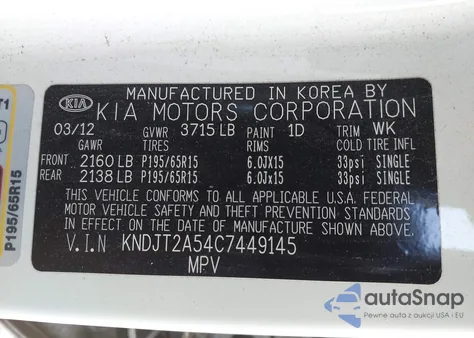 MANUFACTURED IN KOREA BY
KIA KIA MOTORS CORPORATION
03/12 GVWR 3715 LB PAINT 1D TRIM WK
GAWR TIRES RIMS COLD TIRE INFL
FRONT 2160 LB P195/65R15 6.0JX15 33psi SINGLE
REAR 2138 LB P195/65R15 6.0Jx15 33psi SINGLE
THIS VEHICLE CONFORMS TO ALL APPLICABLE U.S.A. FEDERAL
MOTOR VEHICLE SAFETY AND THEFT PREVENTION STANDARDS
IN EFFECT ON THE DATE OF MANUFACTURE SHOWN ABOVE.
V.I.N KNDJT2A54C7449145
MPV
P195/65R15
autoSnap
Pewne auta z aukcji USA - EU